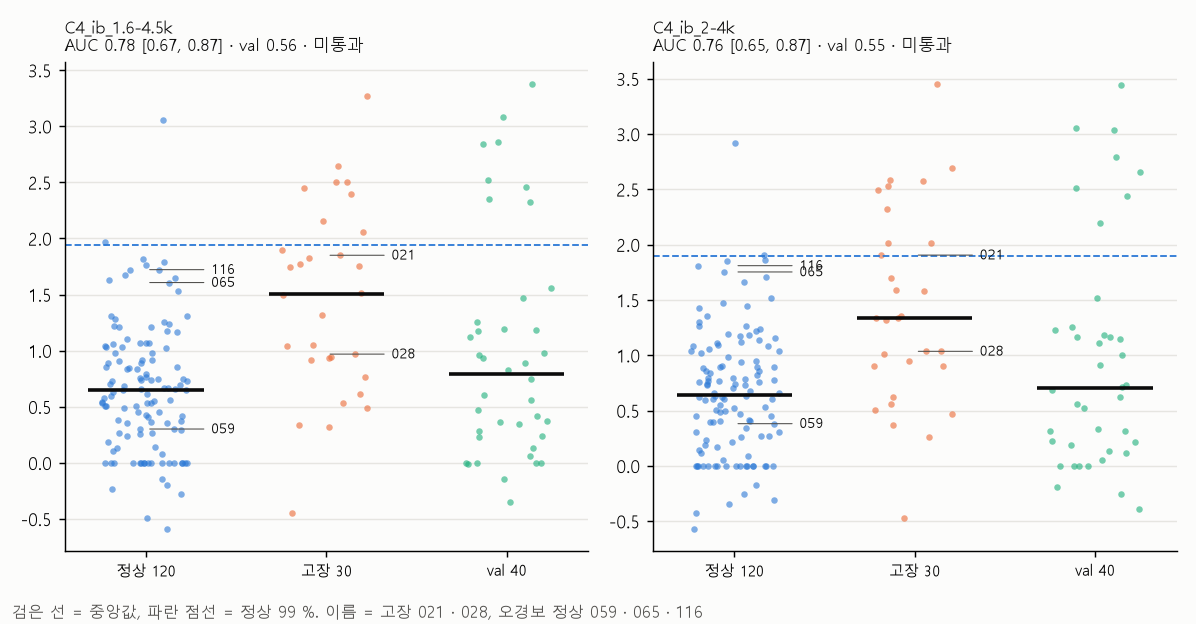 C4_ib_1.6-4.5k
AUC 0.78 [0.67, 0.87] · val 0.56 · 미통과
3.5
3.0
2.5
2.0
1.5
1.0
0.5
0.0
-0.5
116
065
059
021
028
정상 120
고장 30
val 40
C4_ib_2-4k
AUC 0.76 [0.65, 0.87] · val 0.55 · 미통과
3.5
3.0
2.5
2.0
1.5
1.0
0.5
0.0
-0.5
116
065
059
021
028
정상 120
고장 30
val 40
검은 선 = 중앙값, 파란 점선 = 정상 99 %. 이름 = 고장 021 · 028, 오경보 정상 059 · 065 · 116